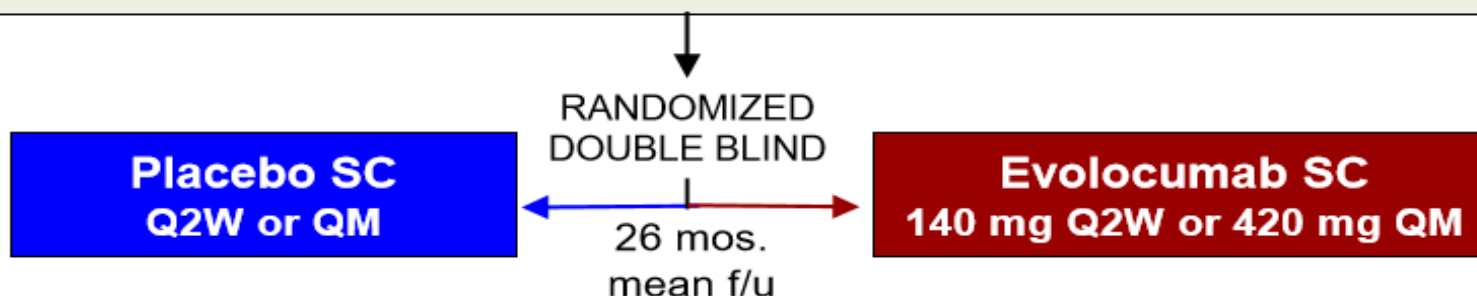 RANDOMIZED
DOUBLE BLIND
Placebo SC
Q2W or QM
Evolocumab SC
140 mg Q2W or 420 mg QM
26 mos.
mean f/u